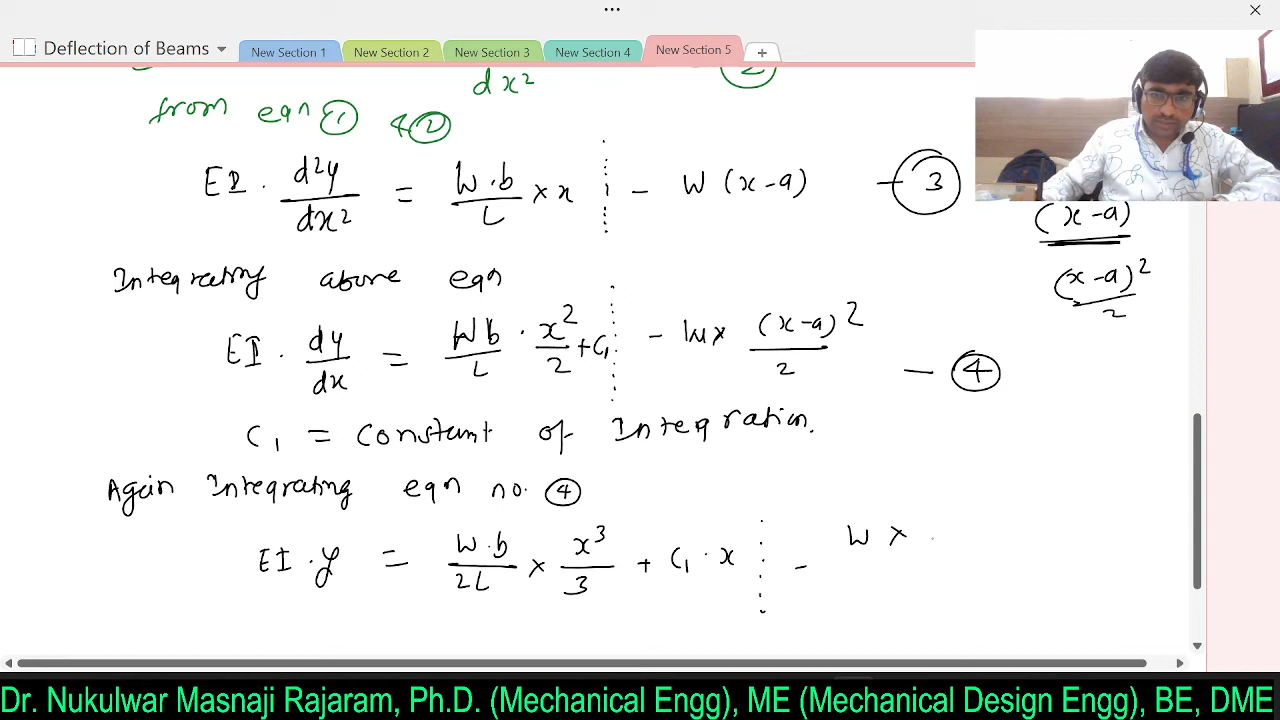 Deflection of Beams New Section 1 New Section 2 New Section 3 New Section 4 New Section 5
dx² 2
from eqn ① & ②
EI · d²y/dx² = W·b/L × x ⋮ - W (x-a) - ③
(x-a)
Integrating above eqn
(x-a)²/2
EI · dy/dx = Wb/L · x²/2 + C₁ ⋮ - W × (x-a)²/2 - ④
C₁ = constant of Integration.
Again Integrating eqn no. ④
EI · y = W·b/2L × x³/3 + C₁ · x ⋮ - W ×
Dr. Nukulwar Masnaji Rajaram, Ph.D. (Mechanical Engg), ME (Mechanical Design Engg), BE, DME